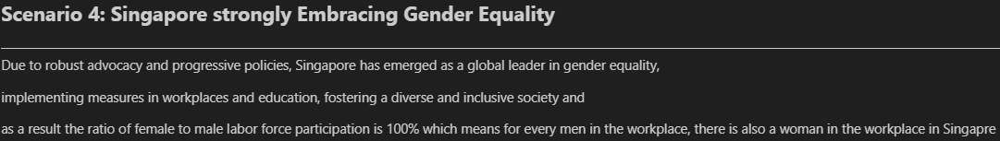 Scenario 4: Singapore strongly Embracing Gender Equality
Due to robust advocacy and progressive policies, Singapore has emerged as a global leader in gender equality,
implementing measures in workplaces and education, fostering a diverse and inclusive society and
as a result the ratio of female to male labor force participation is 100% which means for every men in the workplace, there is also a woman in the workplace in Singapre